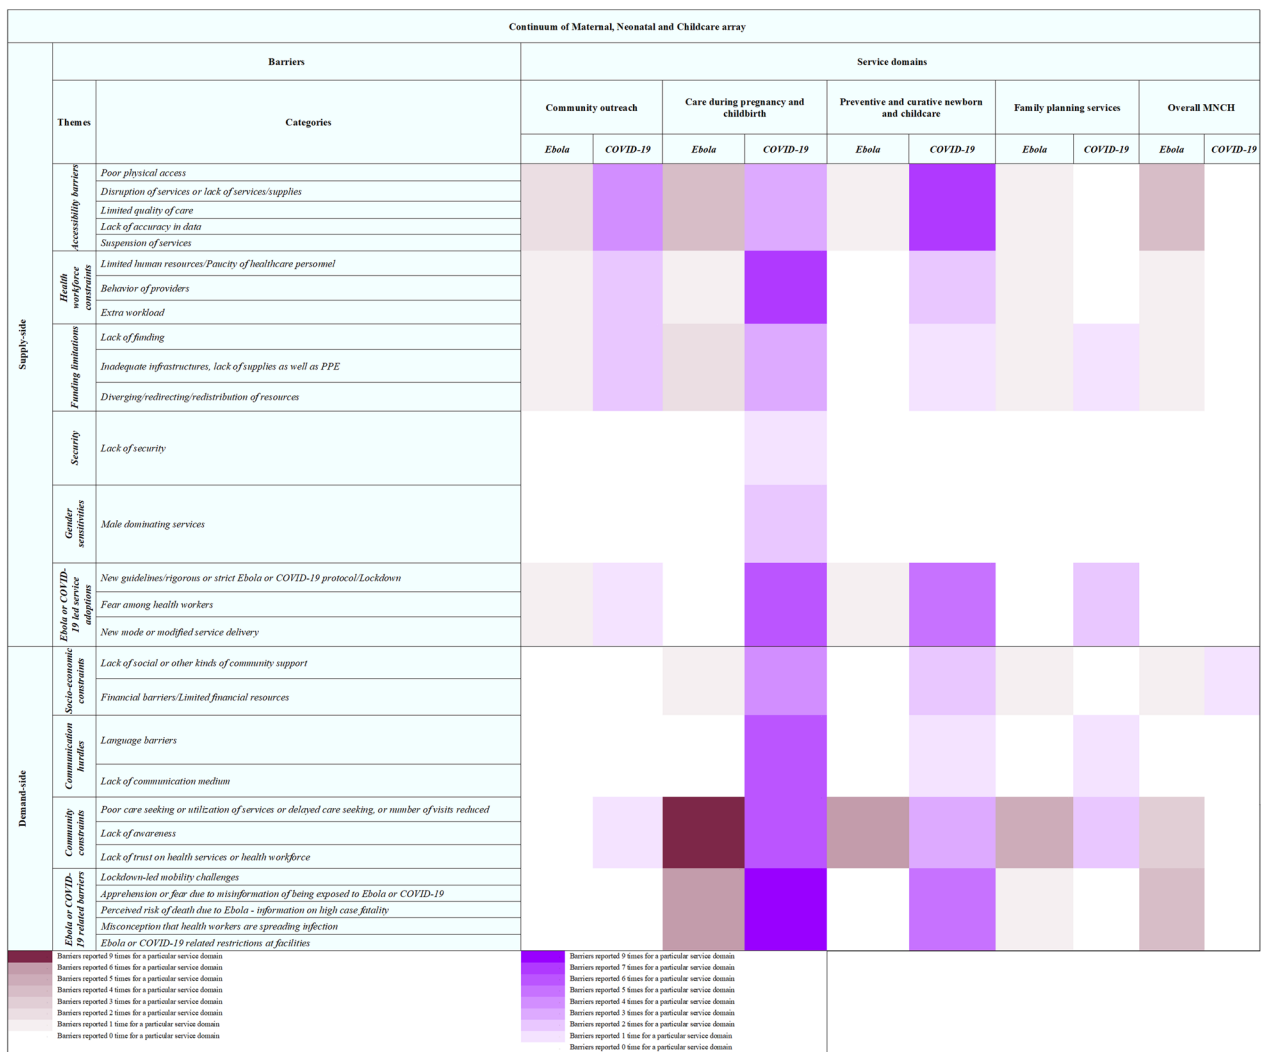 Continuum of Maternal, Neonatal and Childcare array
Barriers
Service domains
Themes
Categories
Community outreach
Care during pregnancy and
childbirth
Preventive and curative newborn
and childcare
Family planning services
Overall MNCH
Ebola
COVID-19
Ebola
COVID-19
Ebola
COVID-19
Ebola
COVID-19
Ebola
COVID-19
Supply-side
Accessibility barriers
Poor physical access
Disruption of services or lack of services/supplies
Limited quality of care
Lack of accuracy in data
Suspension of services
Health
workforce
constraints
Limited human resources/Paucity of healthcare personnel
Behavior of providers
Extra workload
Funding limitations
Lack of funding
Inadequate infrastructures, lack of supplies as well as PPE
Diverging/redirecting/redistribution of resources
Security
Lack of security
Gender
sensitivities
Male dominating services
Ebola or COVID-
19 led service
adoptions
New guidelines/rigorous or strict Ebola or COVID-19 protocol/Lockdown
Fear among health workers
New mode or modified service delivery
Demand-side
Socio-economic
constraints
Lack of social or other kinds of community support
Financial barriers/Limited financial resources
Communication
hurdles
Language barriers
Lack of communication medium
Community
constraints
Poor care seeking or utilization of services or delayed care seeking, or number of visits reduced
Lack of awareness
Lack of trust on health services or health workforce
Ebola or COVID-
19 related barriers
Lockdown-led mobility challenges
Apprehension or fear due to misinformation of being exposed to Ebola or COVID-19
Perceived risk of death due to Ebola - information on high case fatality
Misconception that health workers are spreading infection
Ebola or COVID-19 related restrictions at facilities
Barriers reported 9 times for a particular service domain
Barriers reported 6 times for a particular service domain
Barriers reported 5 times for a particular service domain
Barriers reported 4 times for a particular service domain
Barriers reported 3 times for a particular service domain
Barriers reported 2 times for a particular service domain
Barriers reported 1 time for a particular service domain
Barriers reported 0 time for a particular service domain
Barriers reported 9 times for a particular service domain
Barriers reported 7 times for a particular service domain
Barriers reported 6 times for a particular service domain
Barriers reported 5 times for a particular service domain
Barriers reported 4 times for a particular service domain
Barriers reported 3 times for a particular service domain
Barriers reported 2 times for a particular service domain
Barriers reported 1 time for a particular service domain
Barriers reported 0 time for a particular service domain